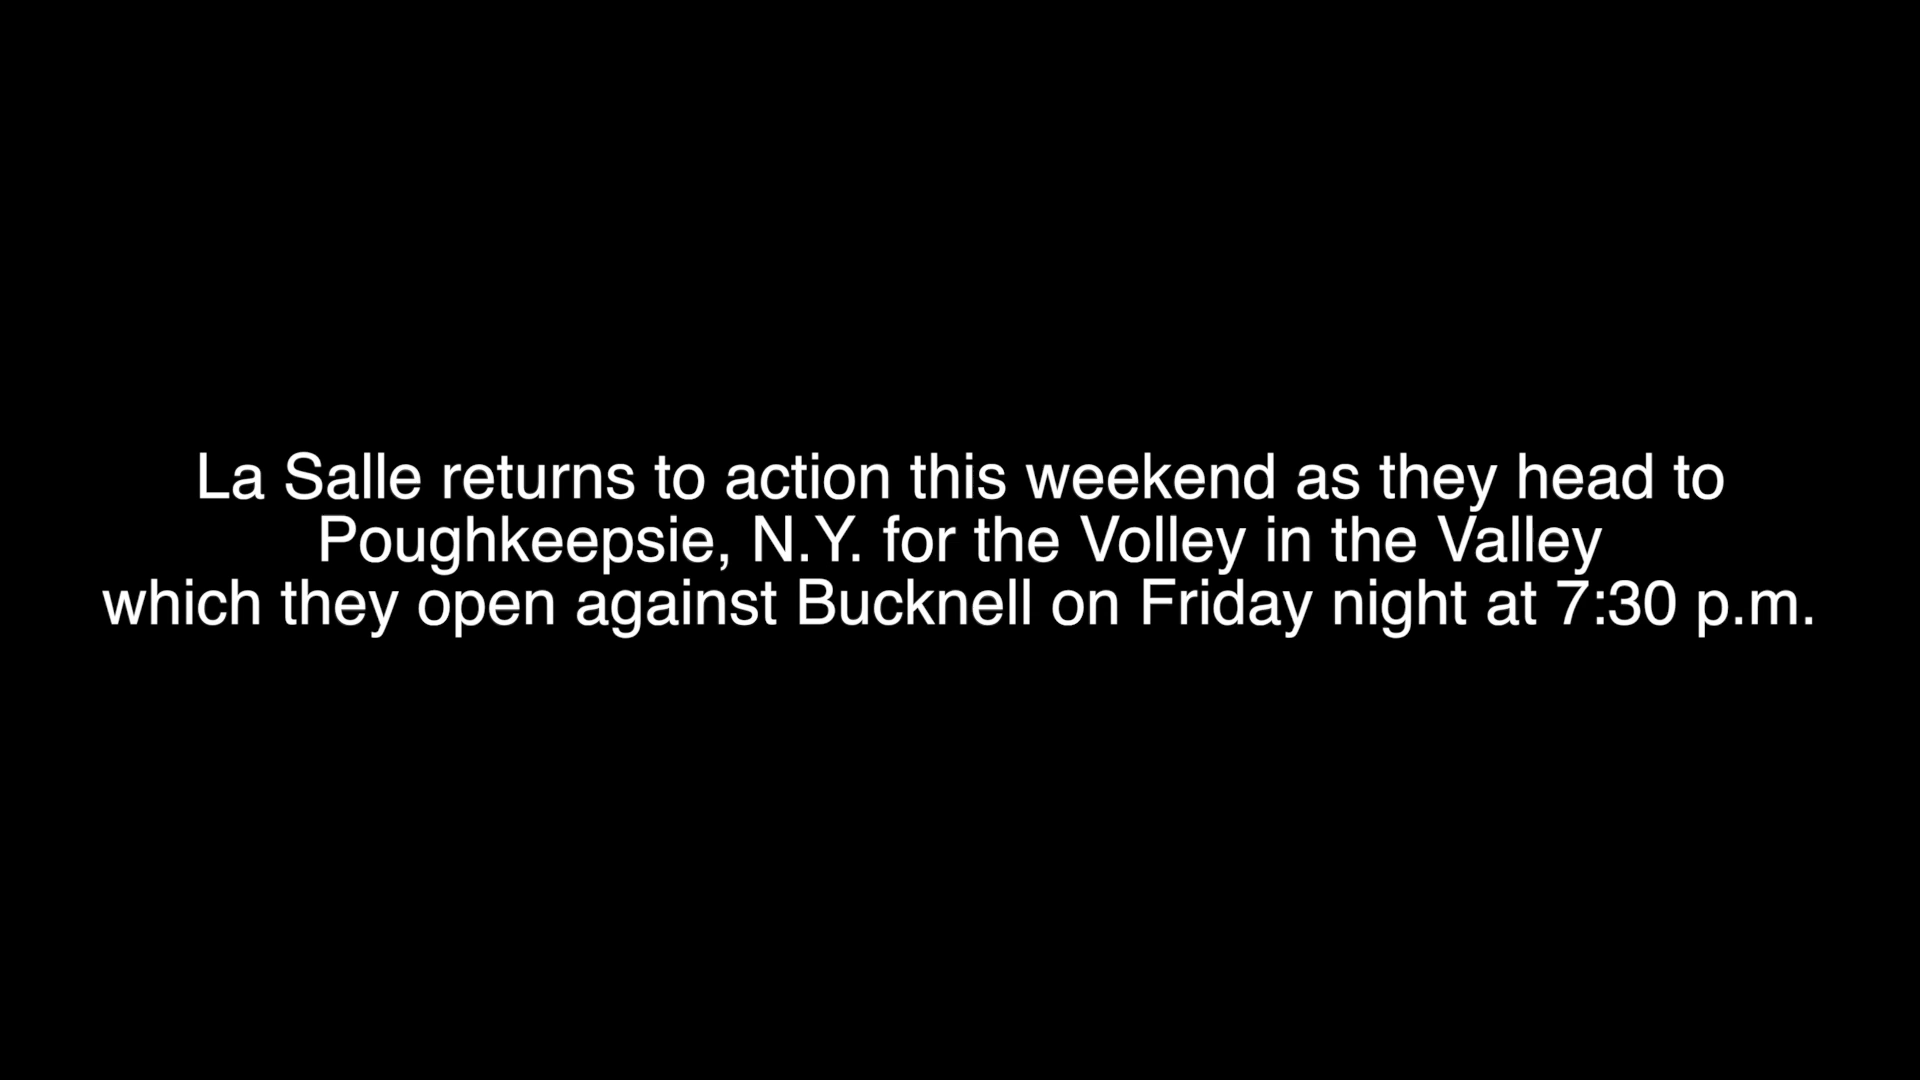 La Salle returns to action this weekend as they head to
Poughkeepsie, N.Y. for the Volley in the Valley
which they open against Bucknell on Friday night at 7:30 p.m.